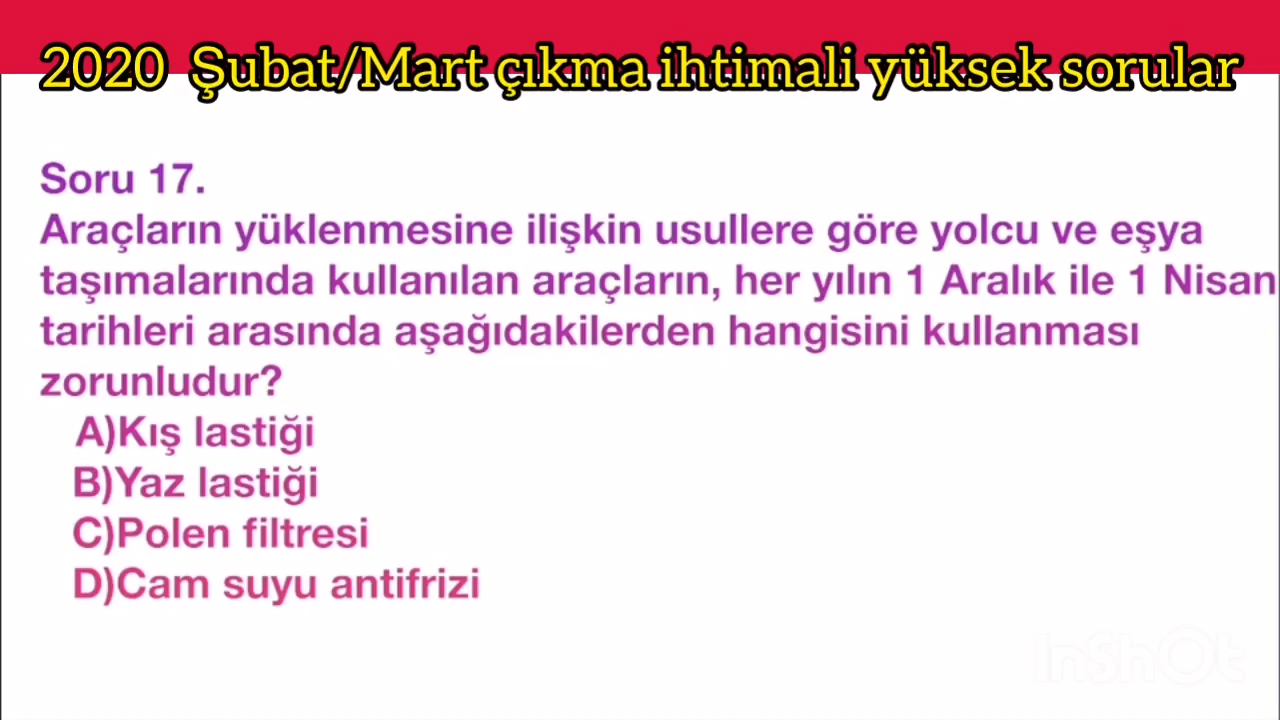 2020 Şubat/Mart çıkma ihtimali yüksek sorular
Soru 17.
Araçların yüklenmesine ilişkin usullere göre yolcu ve eşya
taşımalarında kullanılan araçların, her yılın 1 Aralık ile 1 Nisan
tarihleri arasında aşağıdakilerden hangisini kullanması
zorunludur?
A)Kış lastiği
B)Yaz lastiği
C)Polen filtresi
D)Cam suyu antifrizi
InShOt